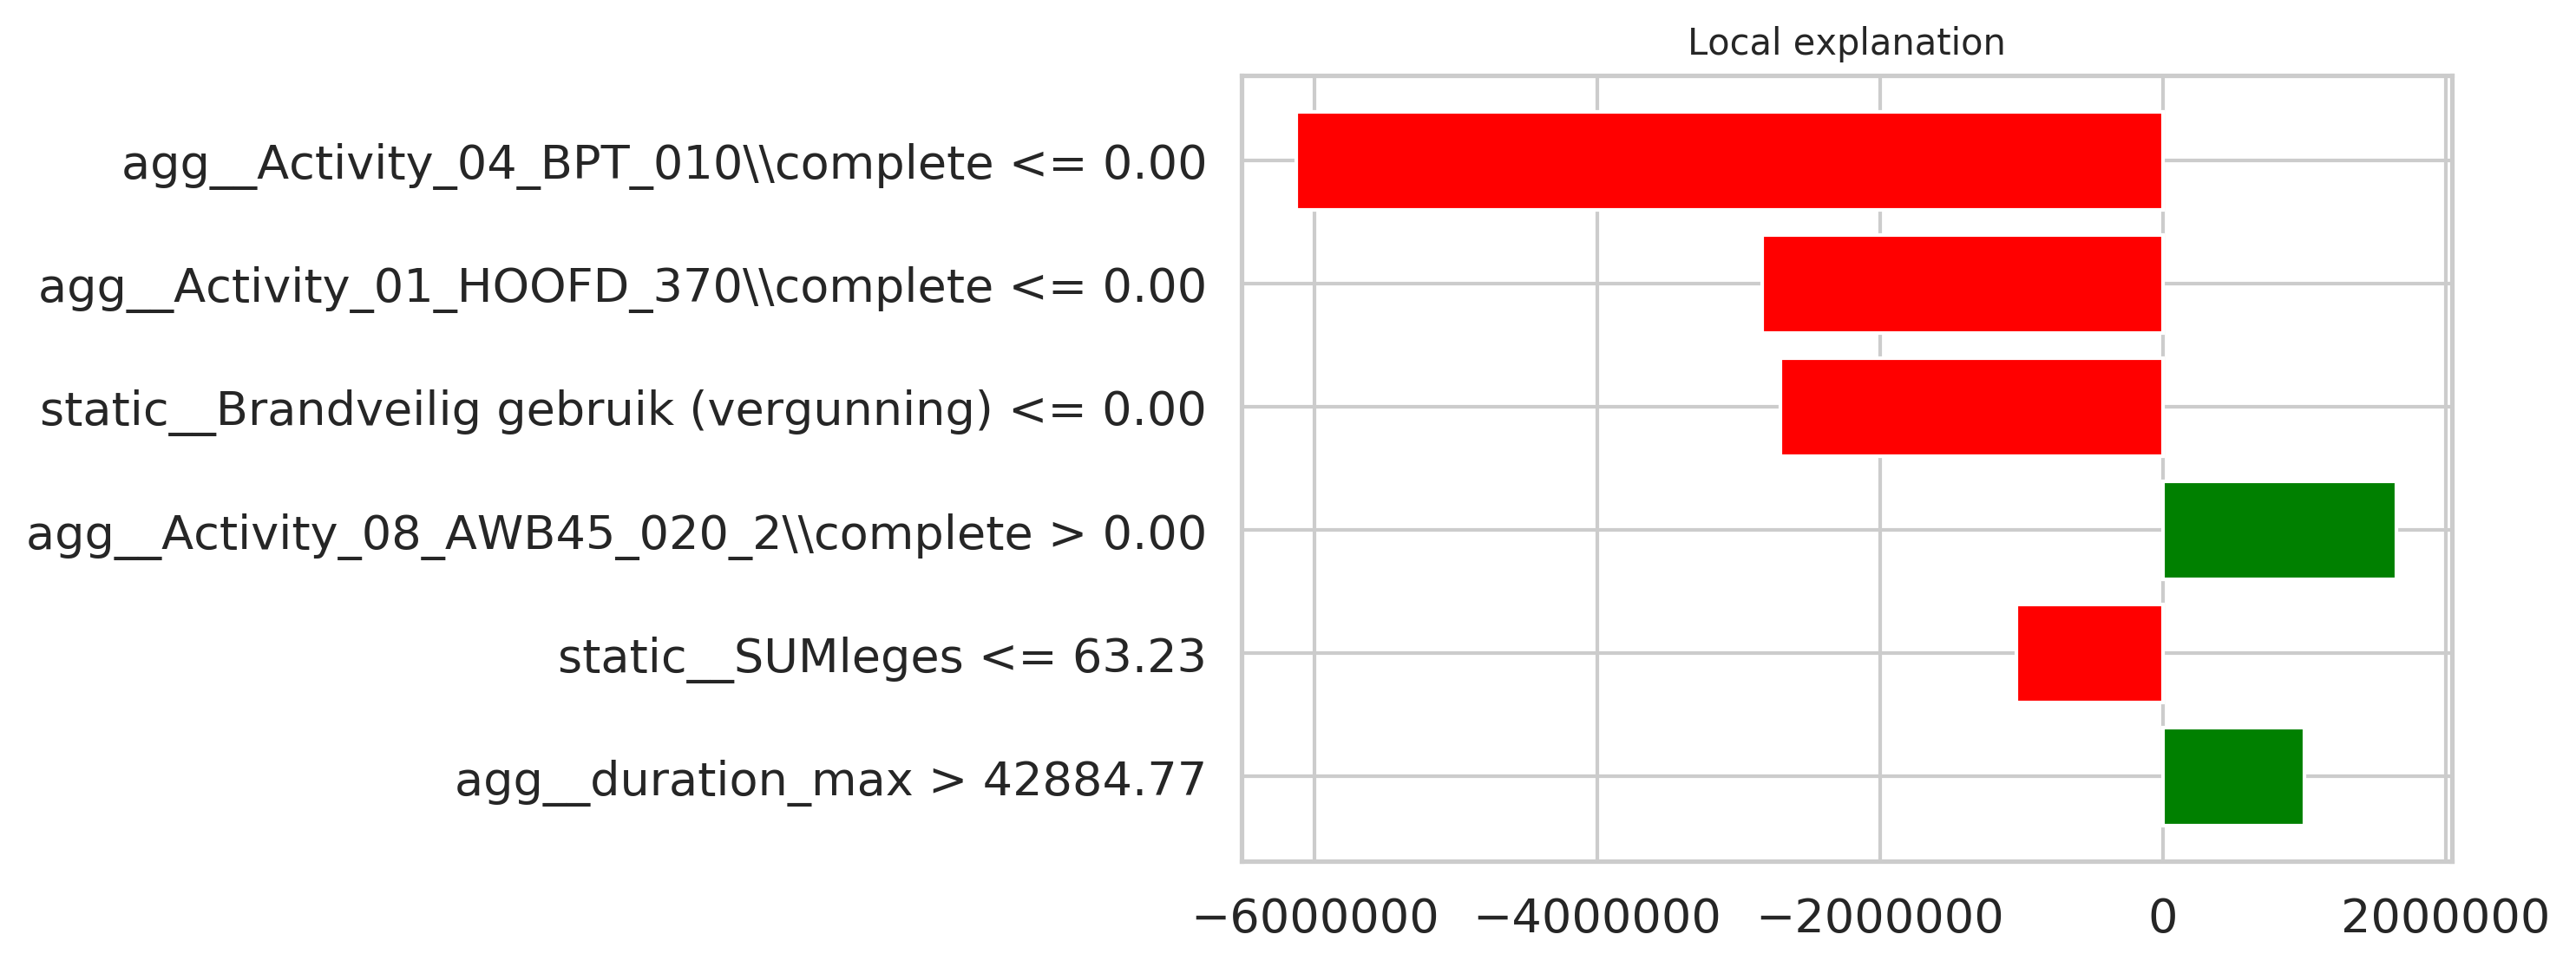 Local explanation
agg__Activity_04_BPT_010\\complete <= 0.00
agg__Activity_01_HOOFD_370\\complete <= 0.00
static__Brandveilig gebruik (vergunning) <= 0.00
agg__Activity_08_AWB45_020_2\\complete > 0.00
static__SUMleges <= 63.23
agg__duration_max > 42884.77
−6000000 −4000000 −2000000 0 2000000